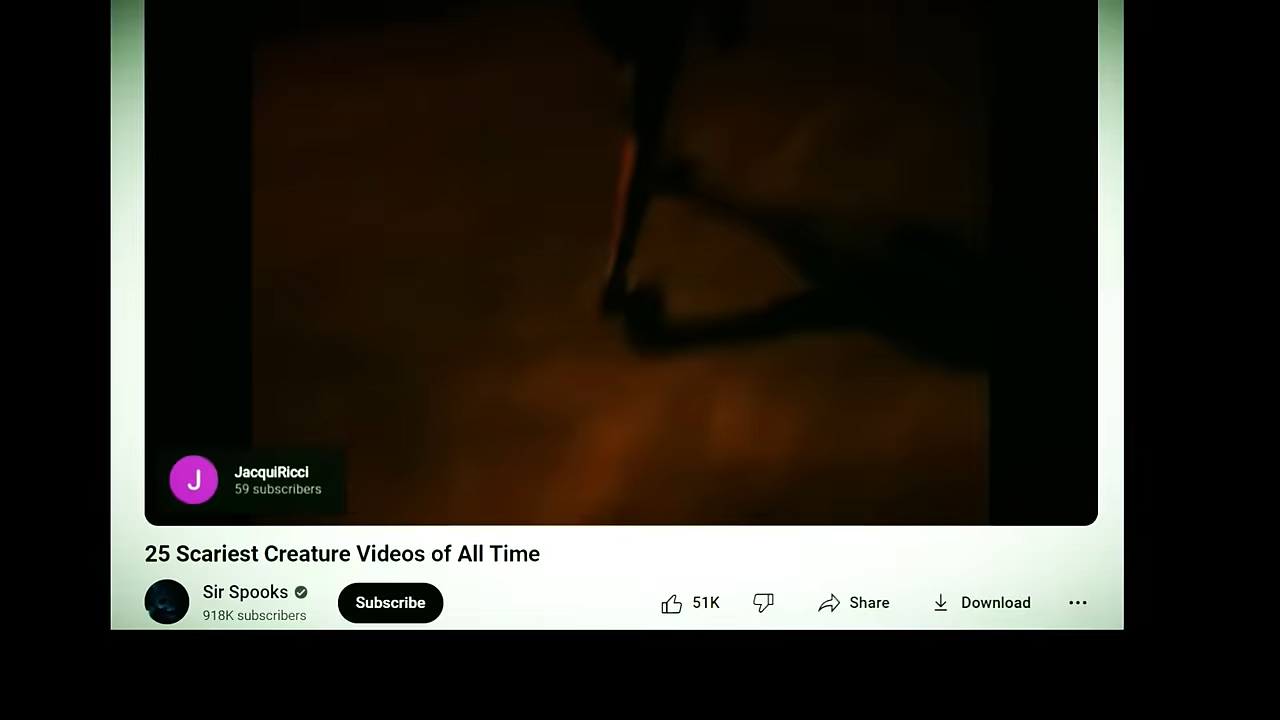 J
JacquiRicci
59 subscribers
25 Scariest Creature Videos of All Time
Sir Spooks
918K subscribers
Subscribe
51K
Share
Download